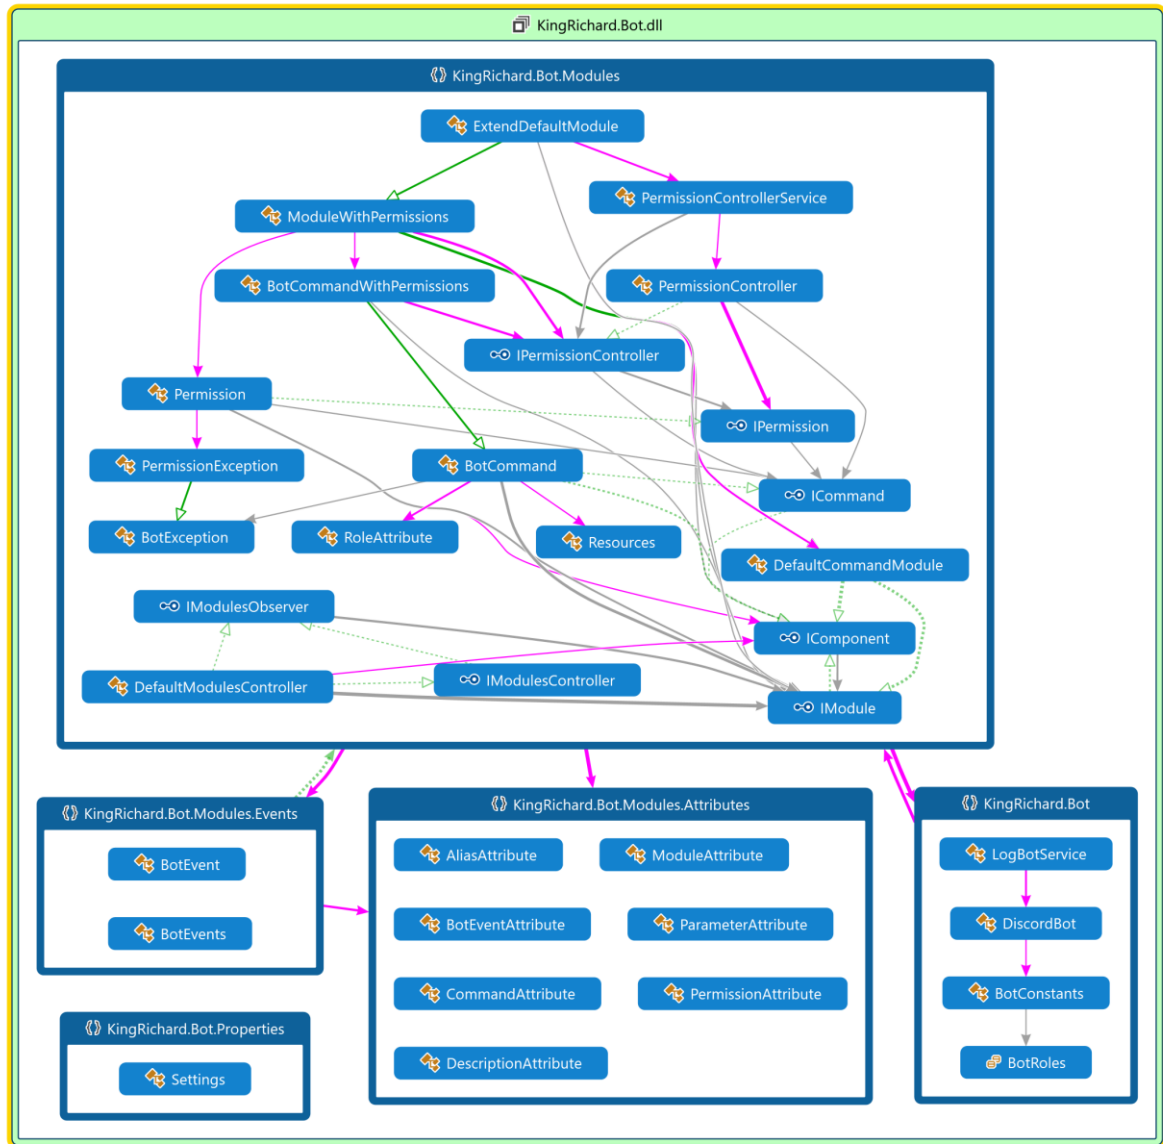 KingRichard.Bot.dll
KingRichard.Bot.Modules
ExtendDefaultModule
PermissionControllerService
ModuleWithPermissions
BotCommandWithPermissions
PermissionController
IPermissionController
Permission
IPermission
PermissionException
BotCommand
ICommand
BotException
RoleAttribute
Resources
DefaultCommandModule
IModulesObserver
IComponent
DefaultModulesController
IModulesController
IModule
KingRichard.Bot.Modules.Events
BotEvent
BotEvents
KingRichard.Bot.Modules.Attributes
AliasAttribute
ModuleAttribute
BotEventAttribute
ParameterAttribute
CommandAttribute
PermissionAttribute
DescriptionAttribute
KingRichard.Bot
LogBotService
DiscordBot
BotConstants
BotRoles
KingRichard.Bot.Properties
Settings